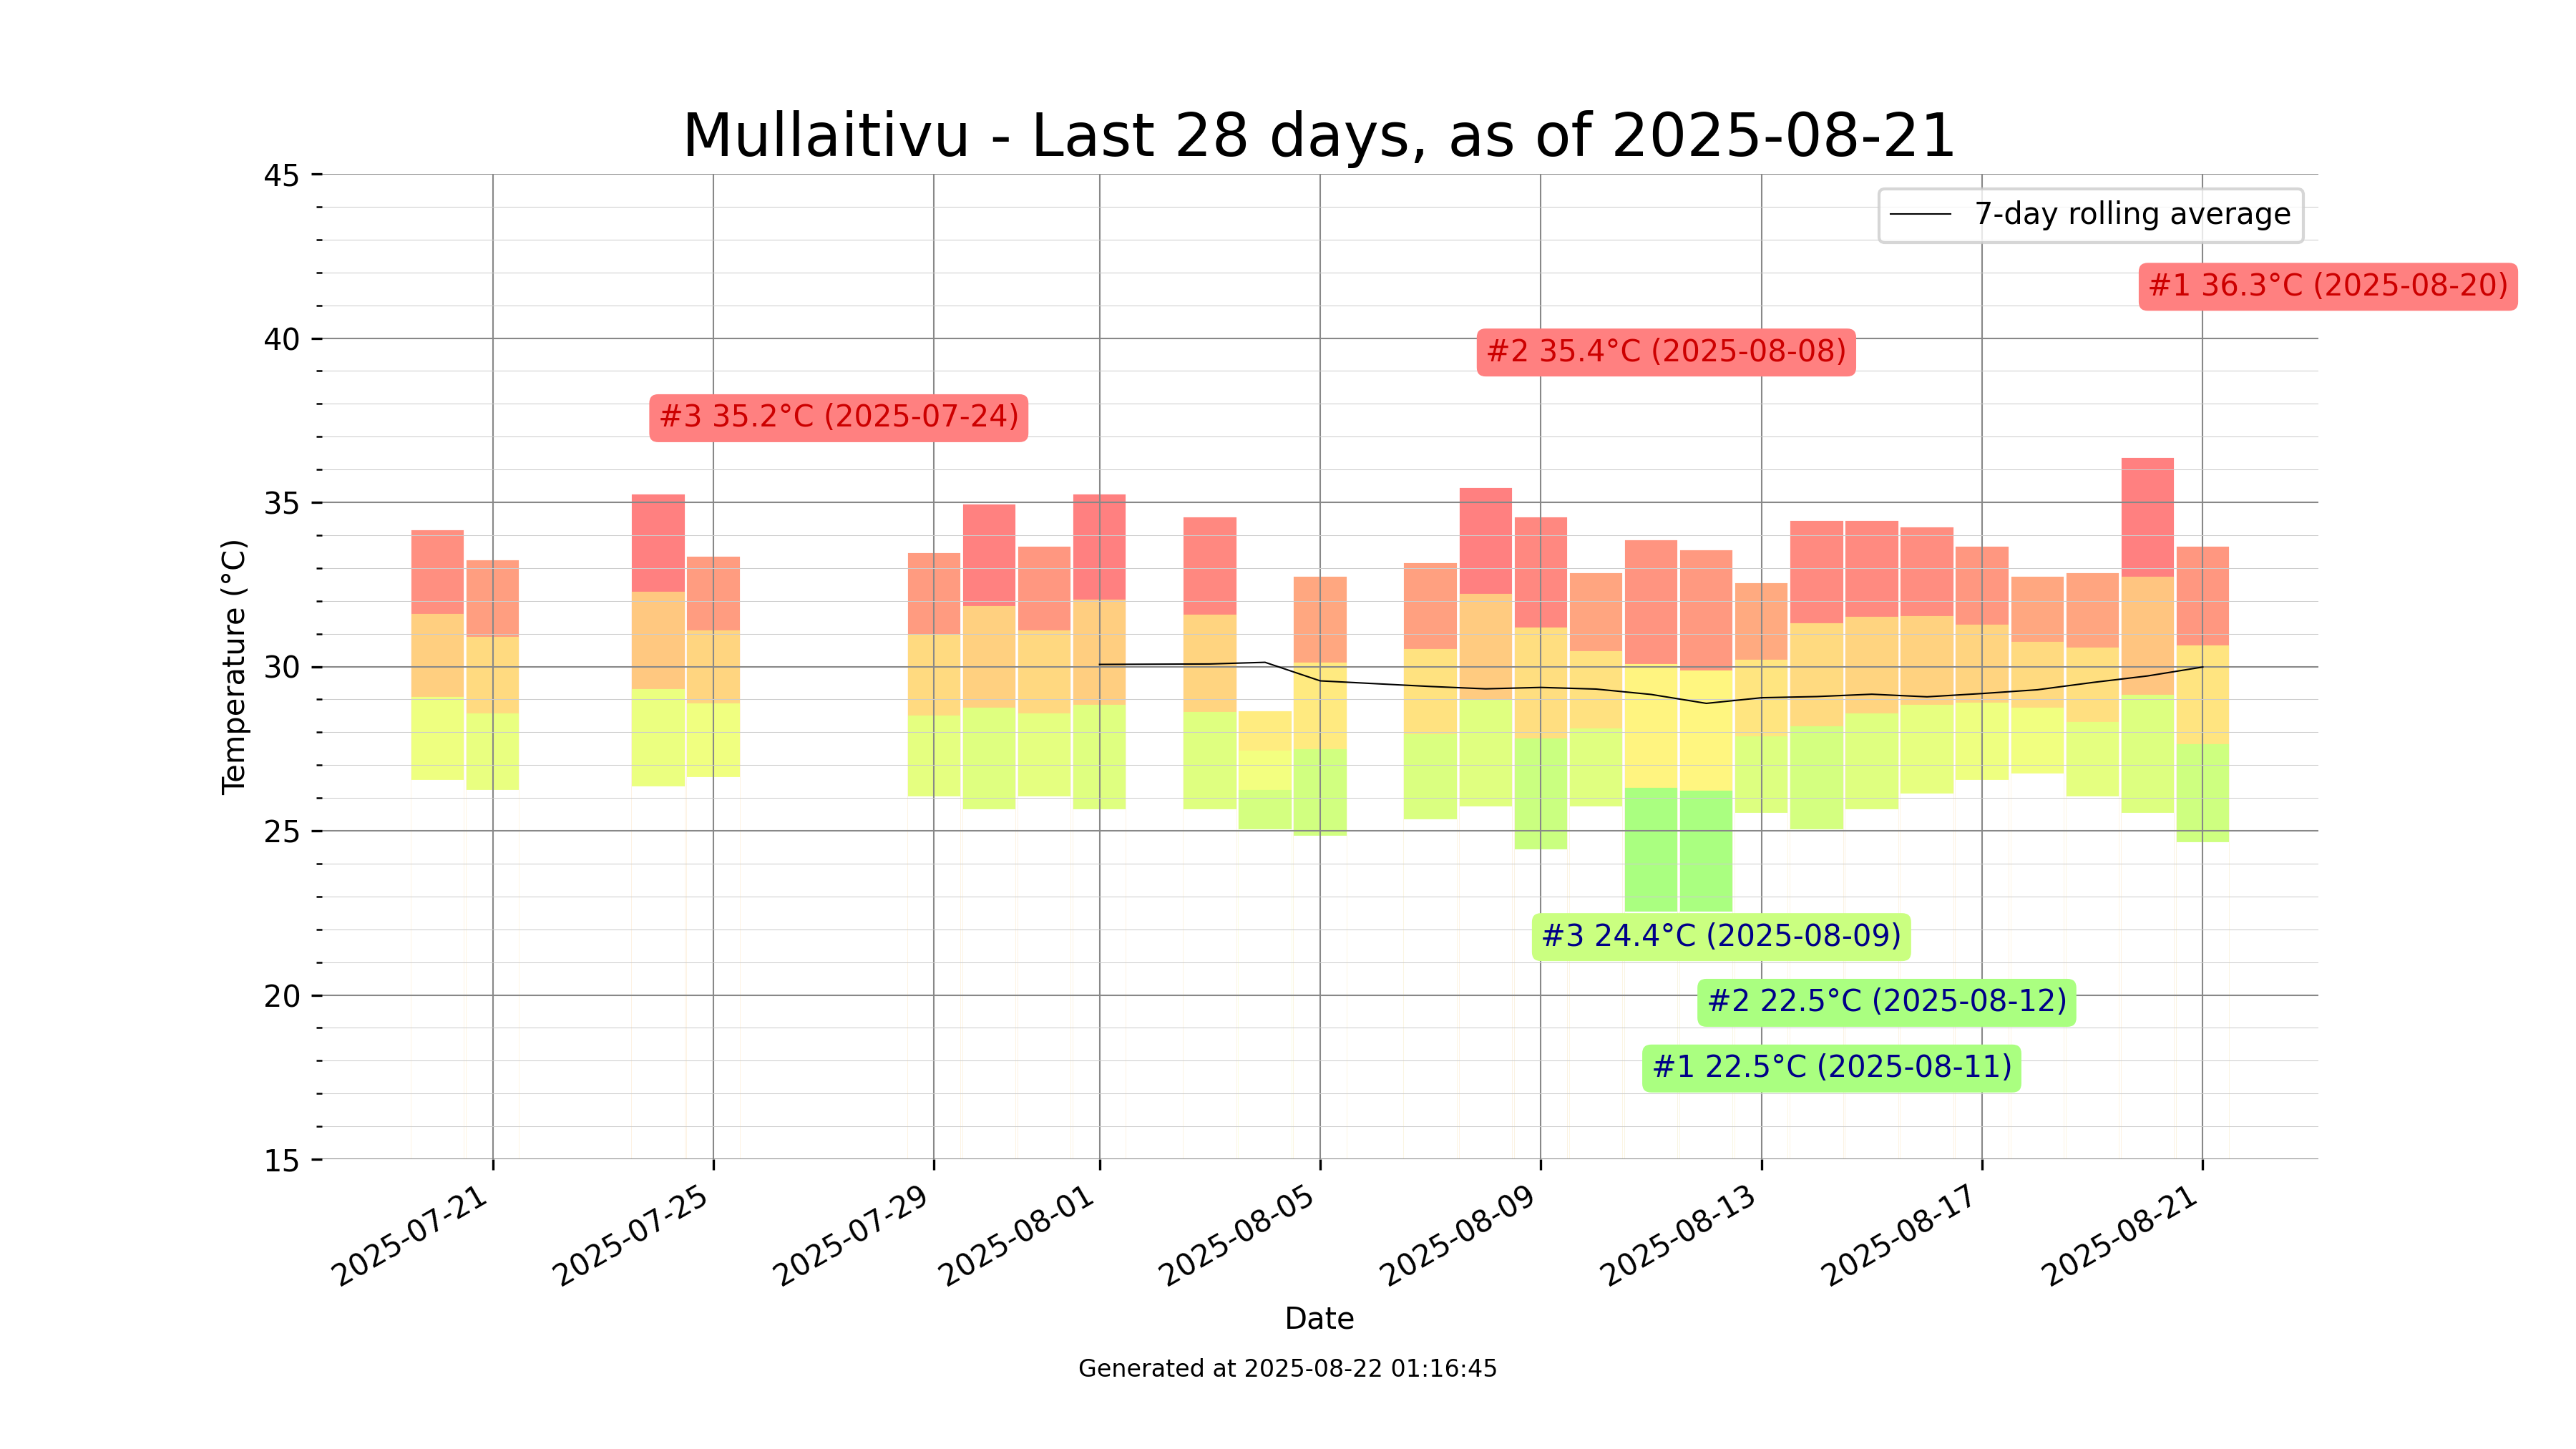 Mullaitivu - Last 28 days, as of 2025-08-21
45
7-day rolling average
#1 36.3°C (2025-08-20)
40
#2 35.4°C (2025-08-08)
#3 35.2°C (2025-07-24)
35
Temperature (°C)
30
25
#3 24.4°C (2025-08-09)
20
#2 22.5°C (2025-08-12)
#1 22.5°C (2025-08-11)
15
2025-07-21
2025-07-25
2025-07-29
2025-08-01
2025-08-05
2025-08-09
2025-08-13
2025-08-17
2025-08-21
Date
Generated at 2025-08-22 01:16:45